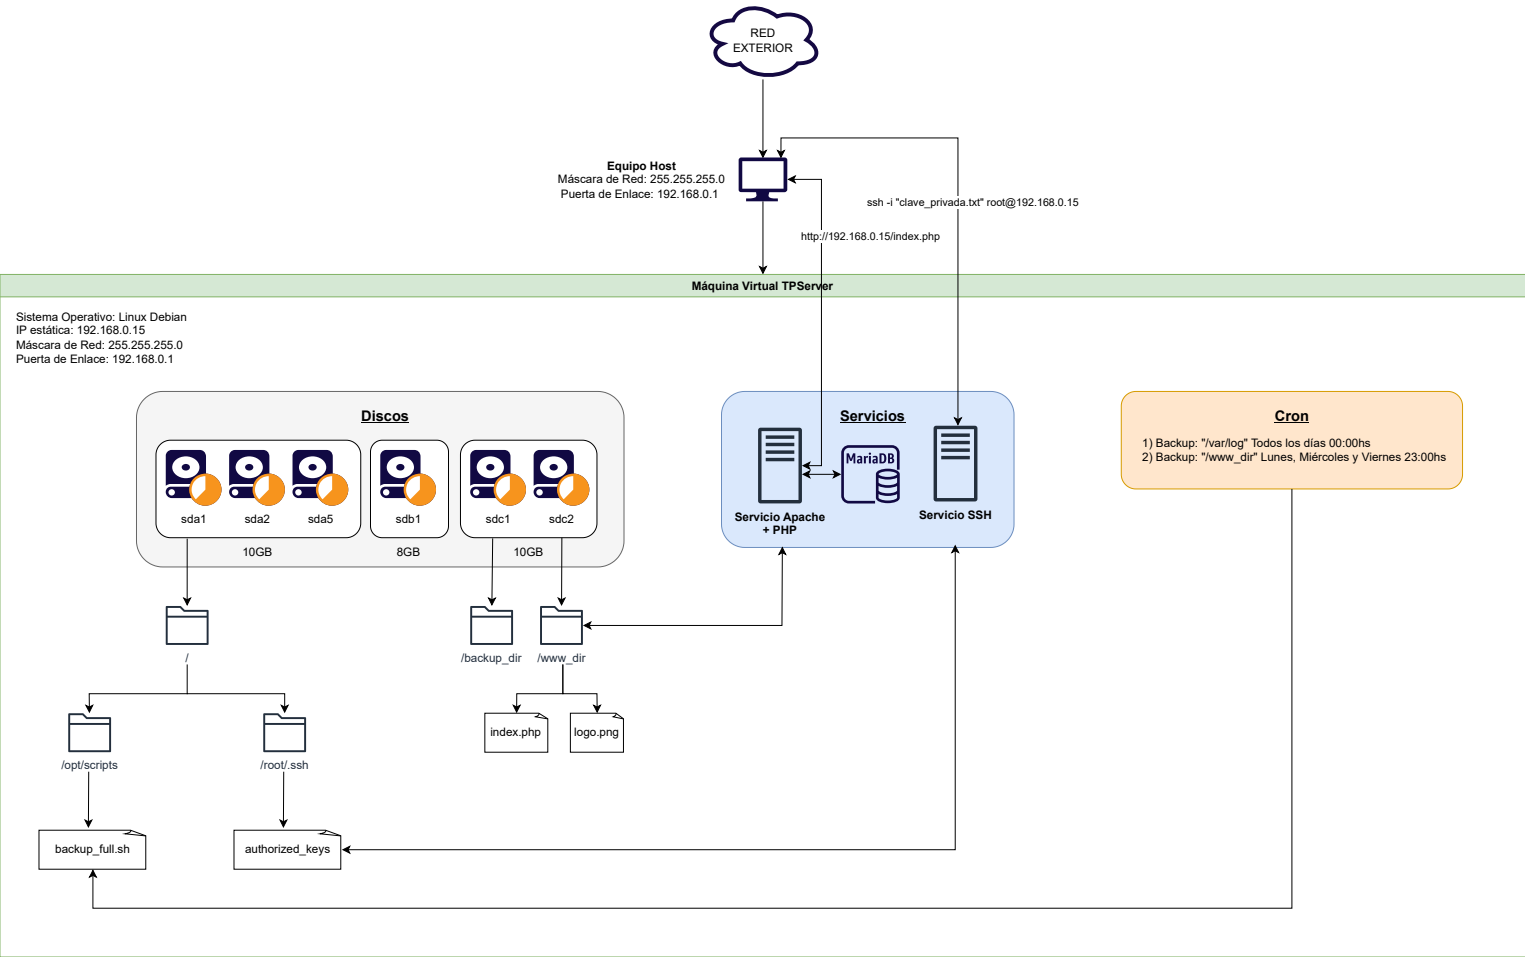 RED
EXTERIOR
Equipo Host
Máscara de Red: 255.255.255.0
Puerta de Enlace: 192.168.0.1
ssh -i "clave_privada.txt" root@192.168.0.15
http://192.168.0.15/index.php
Máquina Virtual TPServer
Sistema Operativo: Linux Debian
IP estática: 192.168.0.15
Máscara de Red: 255.255.255.0
Puerta de Enlace: 192.168.0.1
Discos
sda1
sda2
sda5
sdb1
sdc1
sdc2
10GB
8GB
10GB
Servicios
MariaDB
Servicio Apache
+ PHP
Servicio SSH
Cron
1) Backup: "/var/log" Todos los días 00:00hs
2) Backup: "/www_dir" Lunes, Miércoles y Viernes 23:00hs
/
/backup_dir
/www_dir
index.php
logo.png
/opt/scripts
/root/.ssh
backup_full.sh
authorized_keys